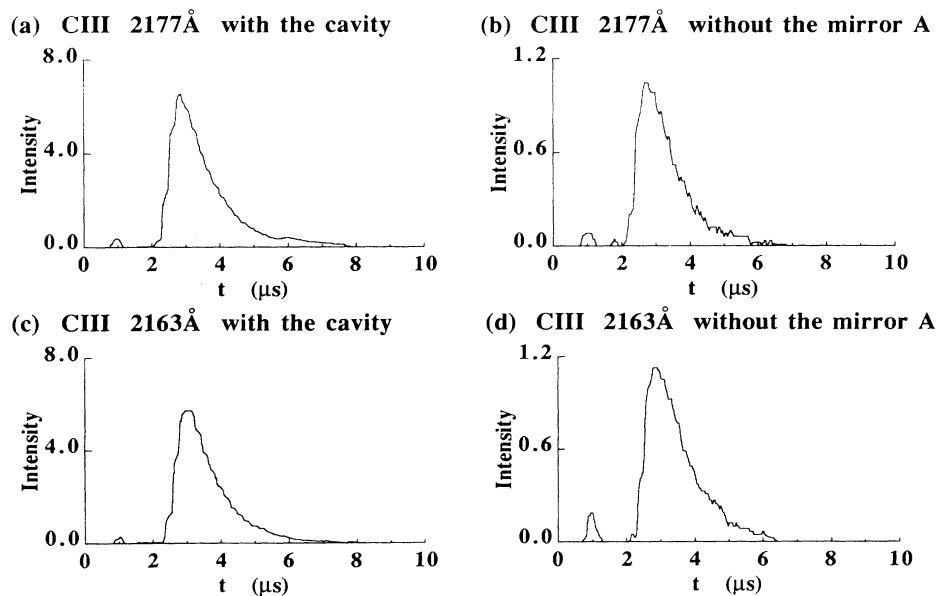 (a) CIII 2177Å with the cavity
8.0
4.0
0.0
Intensity
0 2 4 6 8 10
t (μs)
(b) CIII 2177Å without the mirror A
1.2
0.6
0.0
Intensity
0 2 4 6 8 10
t (μs)
(c) CIII 2163Å with the cavity
8.0
4.0
0.0
Intensity
0 2 4 6 8 10
t (μs)
(d) CIII 2163Å without the mirror A
1.2
0.6
0.0
Intensity
0 2 4 6 8 10
t (μs)